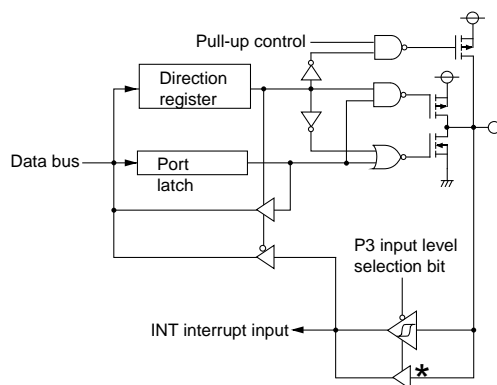 Pull-up control
Direction
register
Data bus
Port
latch
P3 input level
selection bit
INT interrupt input
*